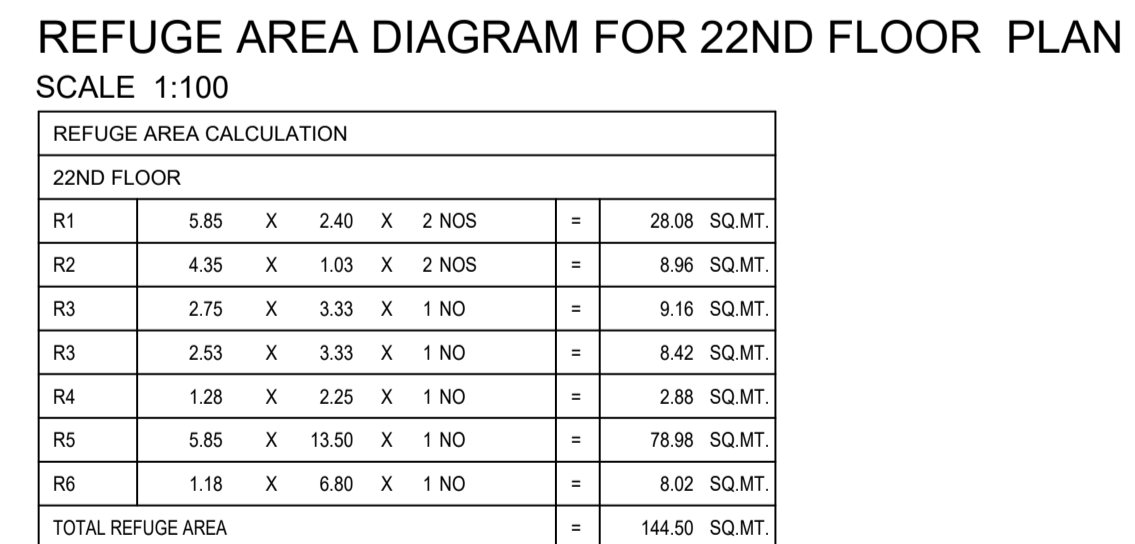 REFUGE AREA DIAGRAM FOR 22ND FLOOR PLAN
SCALE 1:100
REFUGE AREA CALCULATION
22ND FLOOR
R1 5.85 X 2.40 X 2 NOS = 28.08 SQ.MT.
R2 4.35 X 1.03 X 2 NOS = 8.96 SQ.MT.
R3 2.75 X 3.33 X 1 NO = 9.16 SQ.MT.
R3 2.53 X 3.33 X 1 NO = 8.42 SQ.MT.
R4 1.28 X 2.25 X 1 NO = 2.88 SQ.MT.
R5 5.85 X 13.50 X 1 NO = 78.98 SQ.MT.
R6 1.18 X 6.80 X 1 NO = 8.02 SQ.MT.
TOTAL REFUGE AREA = 144.50 SQ.MT.